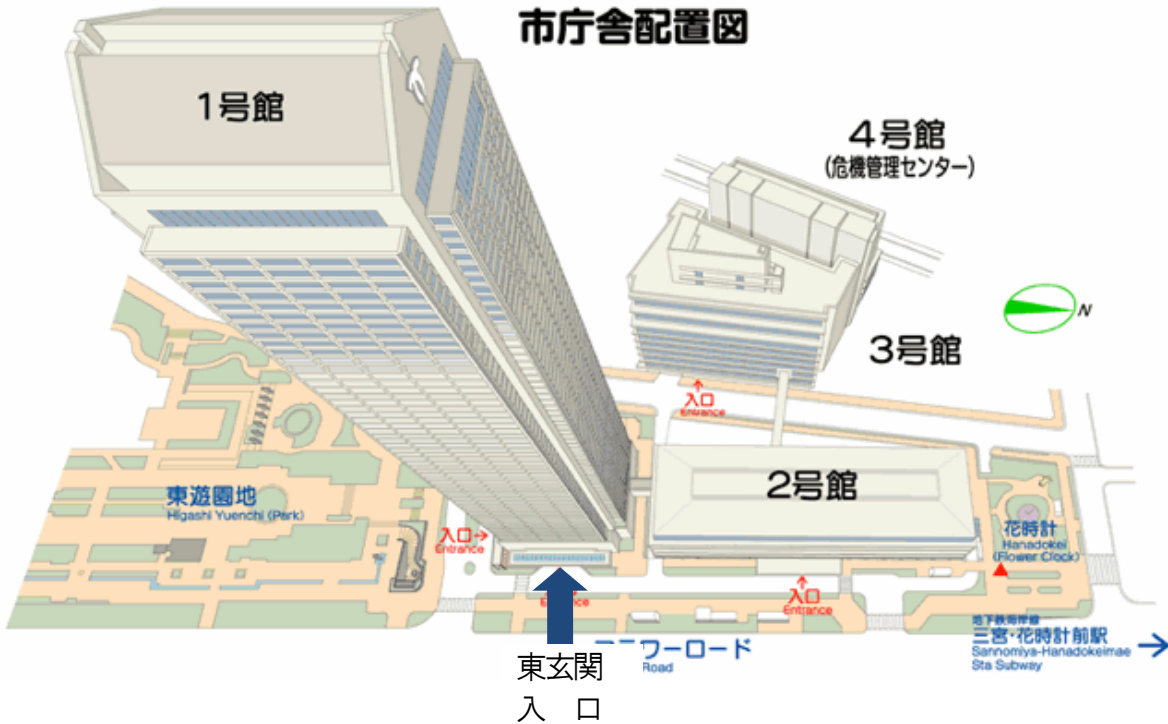 市庁舎配置図
1号館
4号館
(危機管理センター)
N
3号館
入口
Entrance
2号館
東遊園地
Higashi Yuenchi (Park)
入口
Entrance
花時計
Hanadokei
(Flower Clock)
入口
Entrance
地下鉄海岸線
三宮・花時計前駅
Sannomiya-Hanadokeimae
Sta Subway
ワーロード
Road
東玄関
入 口